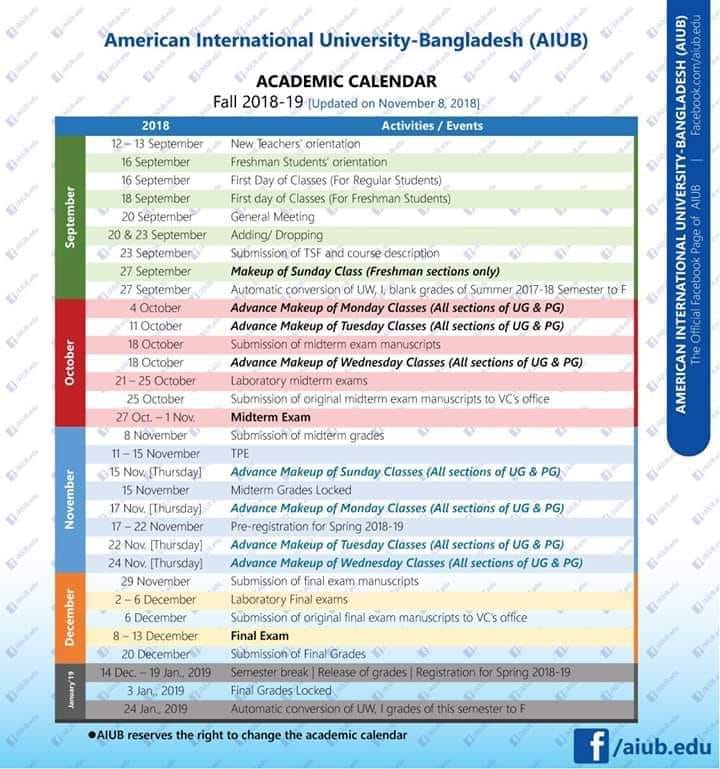 American International University-Bangladesh (AIUB)
ACADEMIC CALENDAR
Fall 2018-19 [Updated on November 8, 2018]
2018 Activities / Events
September
12 – 13 September New Teachers' orientation
16 September Freshman Students' orientation
16 September First Day of Classes (For Regular Students)
18 September First day of Classes (For Freshman Students)
20 September General Meeting
20 & 23 September Adding/ Dropping
23 September Submission of TSF and course description
27 September Makeup of Sunday Class (Freshman sections only)
27 September Automatic conversion of UW, I, blank grades of Summer 2017-18 Semester to F
October
4 October Advance Makeup of Monday Classes (All sections of UG & PG)
11 October Advance Makeup of Tuesday Classes (All sections of UG & PG)
18 October Submission of midterm exam manuscripts
18 October Advance Makeup of Wednesday Classes (All sections of UG & PG)
21 – 25 October Laboratory midterm exams
25 October Submission of original midterm exam manuscripts to VC's office
27 Oct. – 1 Nov. Midterm Exam
November
8 November Submission of midterm grades
11 – 15 November TPE
15 Nov. [Thursday] Advance Makeup of Sunday Classes (All sections of UG & PG)
15 November Midterm Grades Locked
17 Nov. [Thursday] Advance Makeup of Monday Classes (All sections of UG & PG)
17 – 22 November Pre-registration for Spring 2018-19
22 Nov. [Thursday] Advance Makeup of Tuesday Classes (All sections of UG & PG)
24 Nov. [Thursday] Advance Makeup of Wednesday Classes (All sections of UG & PG)
29 November Submission of final exam manuscripts
December
2 – 6 December Laboratory Final exams
6 December Submission of original final exam manuscripts to VC's office
8 – 13 December Final Exam
20 December Submission of Final Grades
January'19
14 Dec. – 19 Jan., 2019 Semester break | Release of grades | Registration for Spring 2018-19
3 Jan., 2019 Final Grades Locked
24 Jan., 2019 Automatic conversion of UW, I grades of this semester to F
●AIUB reserves the right to change the academic calendar
AMERICAN INTERNATIONAL UNIVERSITY-BANGLADESH (AIUB)
The Official Facebook Page of AIUB | Facebook.com/aiub.edu
f/aiub.edu